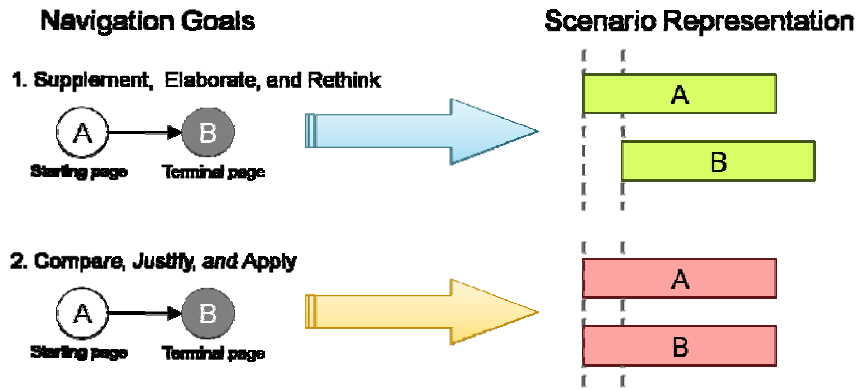 Navigation Goals
Scenario Representation
1. Supplement, Elaborate, and Rethink
A
B
Starting page
Terminal page
A
B
2. Compare, Justify, and Apply
A
B
Starting page
Terminal page
A
B